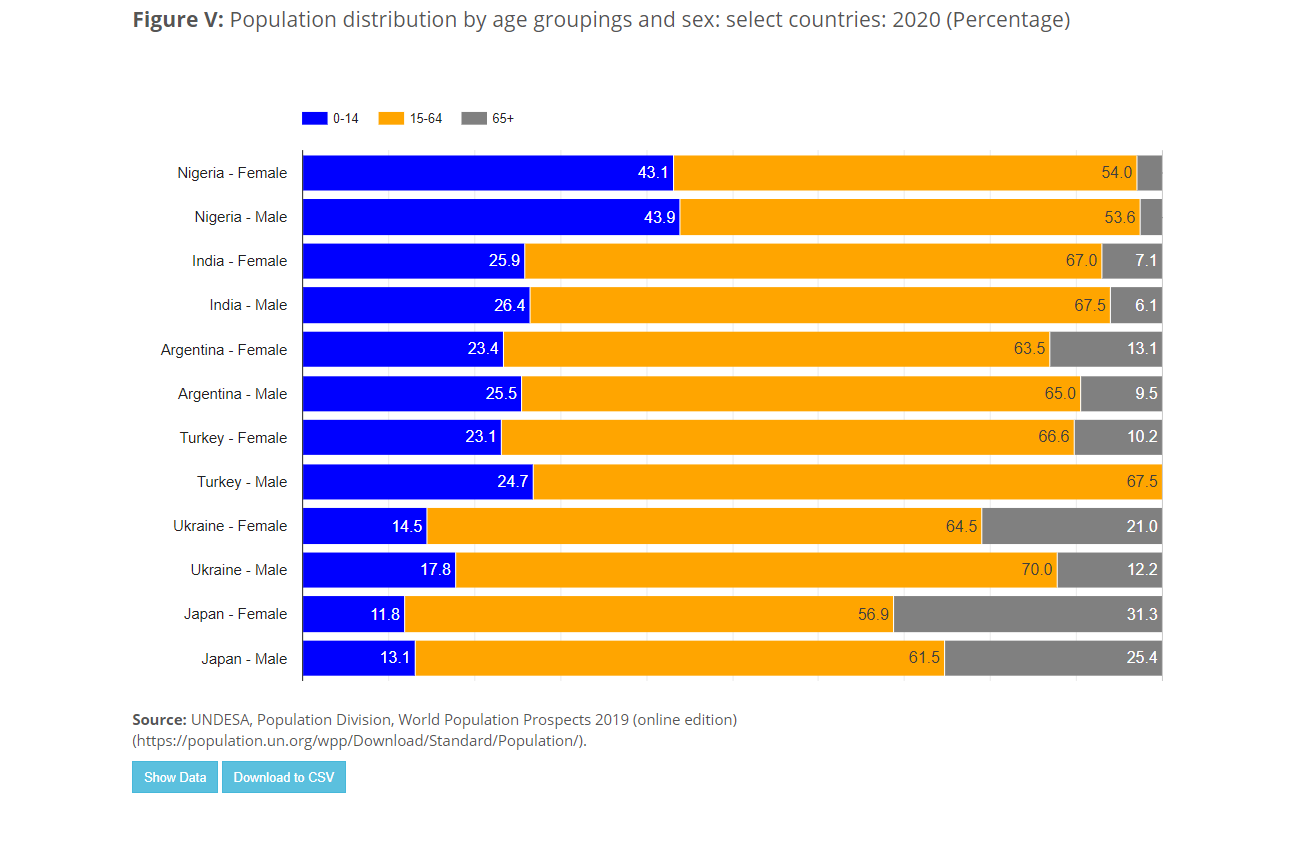 Figure V: Population distribution by age groupings and sex: select countries: 2020 (Percentage)
0-14 15-64 65+
Nigeria - Female 43.1 54.0
Nigeria - Male 43.9 53.6
India - Female 25.9 67.0 7.1
India - Male 26.4 67.5 6.1
Argentina - Female 23.4 63.5 13.1
Argentina - Male 25.5 65.0 9.5
Turkey - Female 23.1 66.6 10.2
Turkey - Male 24.7 67.5
Ukraine - Female 14.5 64.5 21.0
Ukraine - Male 17.8 70.0 12.2
Japan - Female 11.8 56.9 31.3
Japan - Male 13.1 61.5 25.4
Source: UNDESA, Population Division, World Population Prospects 2019 (online edition)
(https://population.un.org/wpp/Download/Standard/Population/).
Show Data Download to CSV